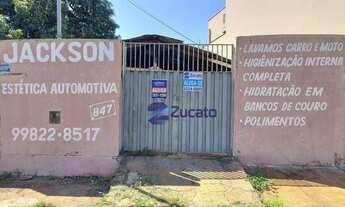 JACKSON
ESTÉTICA AUTOMOTIVA
847
99822-8517
Zucato
- LAVAMOS CARRO E MOTO
- HIGIENIZAÇÃO INTERNA
COMPLETA
- HIDRATAÇÃO EM
BANCOS DE COURO
- POLIMENTOS